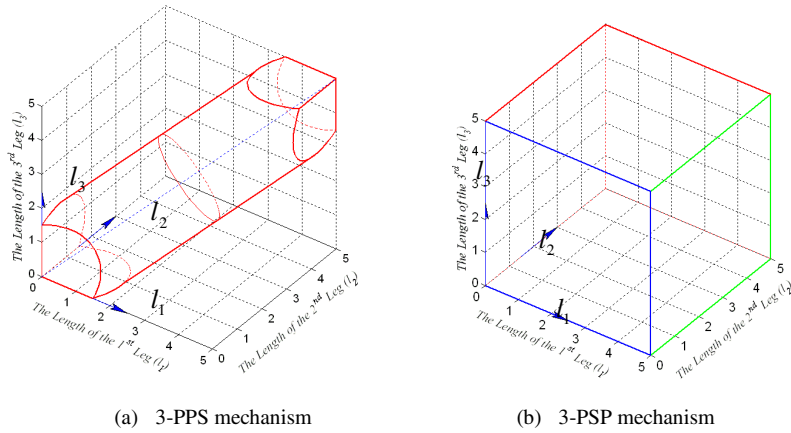 The Length of the 3rd Leg (l3)
5
4
3
2
1
0
l3
l2
l1
0
1
2
3
4
5
The Length of the 1st Leg (l1)
0
1
2
3
4
5
The Length of the 2nd Leg (l2)
(a) 3-PPS mechanism
The Length of the 3rd Leg (l3)
5
4
3
2
1
0
l3
l2
l1
0
1
2
3
4
5
The Length of the 1st Leg (l1)
0
1
2
3
4
5
The Length of the 2nd Leg (l2)
(b) 3-PSP mechanism